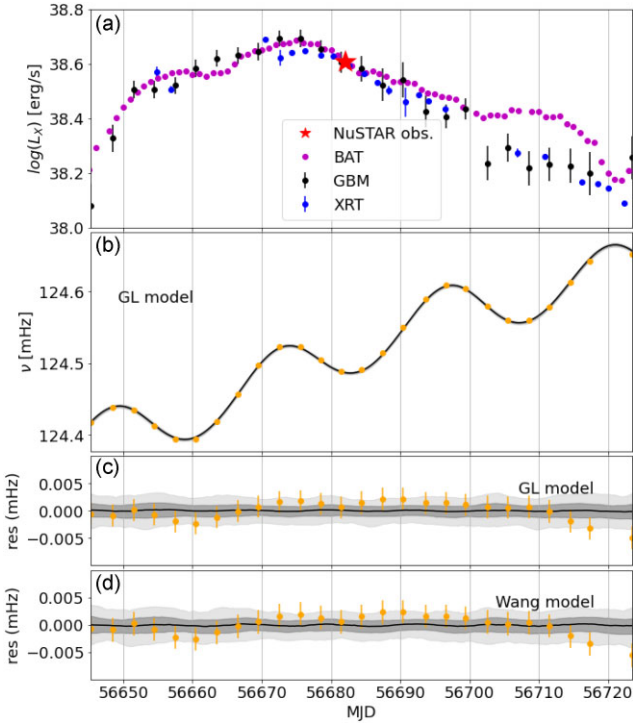 (a)
38.8
38.6
38.4
38.2
38.0
log(L_X) [erg/s]
NuSTAR obs.
BAT
GBM
XRT
(b)
GL model
124.6
124.5
124.4
ν [mHz]
(c)
GL model
0.005
0.000
−0.005
res (mHz)
(d)
Wang model
0.005
0.000
−0.005
res (mHz)
56650 56660 56670 56680 56690 56700 56710 56720
MJD